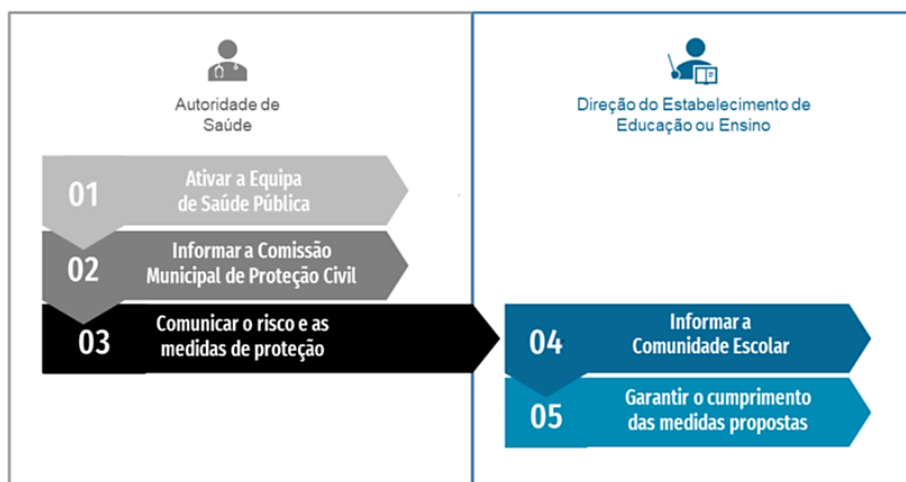 Autoridade de
Saúde
01
Ativar a Equipa
de Saúde Pública
02
Informar a Comissão
Municipal de Proteção Civil
03
Comunicar o risco e as
medidas de proteção
Direção do Estabelecimento de
Educação ou Ensino
04
Informar a
Comunidade Escolar
05
Garantir o cumprimento
das medidas propostas